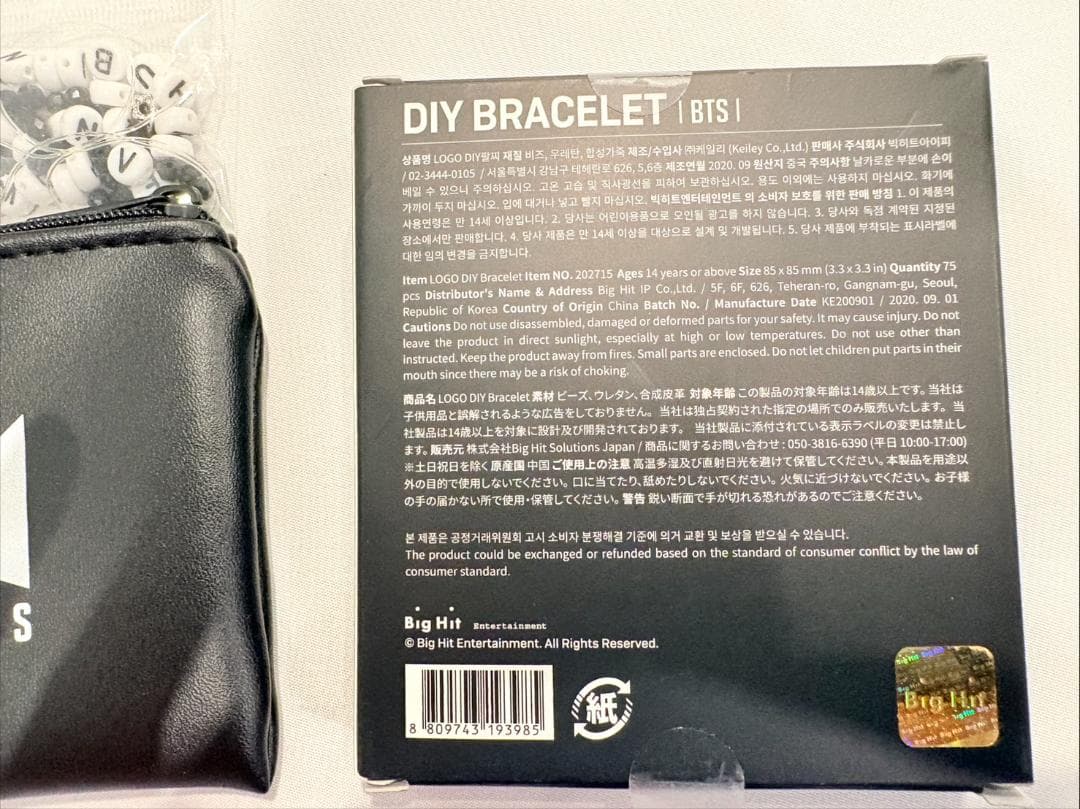 DIY BRACELET | BTS |
상품명 LOGO DIY팔찌 재질 비즈, 우레탄, 합성가죽 제조/수입사 ㈜케일리 (Keiley Co.,Ltd.) 판매사 주식회사 빅히트아이피
/ 02-3444-0105 / 서울특별시 강남구 테헤란로 626, 5,6층 제조연월 2020. 09 원산지 중국 주의사항 날카로운 부분에 손이
베일 수 있으니 주의하십시오. 고온 고습 및 직사광선을 피하여 보관하십시오. 용도 이외에는 사용하지 마십시오. 화기에
가까이 두지 마십시오. 입에 대거나 넣고 빨지 마십시오. 빅히트엔터테인먼트 의 소비자 보호를 위한 판매 방침 1. 이 제품의
사용연령은 만 14세 이상입니다. 2. 당사는 어린이용품으로 오인될 광고를 하지 않습니다. 3. 당사와 독점 계약된 지정된
장소에서만 판매합니다. 4. 당사 제품은 만 14세 이상을 대상으로 설계 및 개발됩니다. 5. 당사 제품에 부착되는 표시라벨에
대한 임의 변경을 금지합니다.
Item LOGO DIY Bracelet Item NO. 202715 Ages 14 years or above Size 85 x 85 mm (3.3 x 3.3 in) Quantity 75
pcs Distributor's Name & Address Big Hit IP Co.,Ltd. / 5F, 6F, 626, Teheran-ro, Gangnam-gu, Seoul,
Republic of Korea Country of Origin China Batch No. / Manufacture Date KE200901 / 2020. 09. 01
Cautions Do not use disassembled, damaged or deformed parts for your safety. It may cause injury. Do not
leave the product in direct sunlight, especially at high or low temperatures. Do not use other than
instructed. Keep the product away from fires. Small parts are enclosed. Do not let children put parts in their
mouth since there may be a risk of choking.
商品名 LOGO DIY Bracelet 素材 ビーズ、ウレタン、合成皮革 対象年齢 この製品の対象年齢は14歳以上です。当社は
子供用品と誤解されるような広告をしておりません。 当社は独占契約された指定の場所でのみ販売いたします。 当
社製品は14歳以上を対象に設計及び開発されております。 当社製品に添付されている表示ラベルの変更は禁止し
ます。販売元 株式会社Big Hit Solutions Japan / 商品に関するお問い合わせ : 050-3816-6390 (平日 10:00-17:00)
※土日祝日を除く 原産国 中国 ご使用上の注意 高温多湿及び直射日光を避けて保管してください。本製品を用途以
外の目的で使用しないでください。口に当てたり、舐めたりしないでください。火気に近づけないでください。お子様
の手の届かない所で使用・保管してください。警告 鋭い断面で手が切れる恐れがあるのでご注意ください。
본 제품은 공정거래위원회 고시 소비자 분쟁해결 기준에 의거 교환 및 보상을 받으실 수 있습니다.
The product could be exchanged or refunded based on the standard of consumer conflict by the law of
consumer standard.
Big Hit Entertainment
© Big Hit Entertainment. All Rights Reserved.
8 809743 193985
紙
Big Hit
S